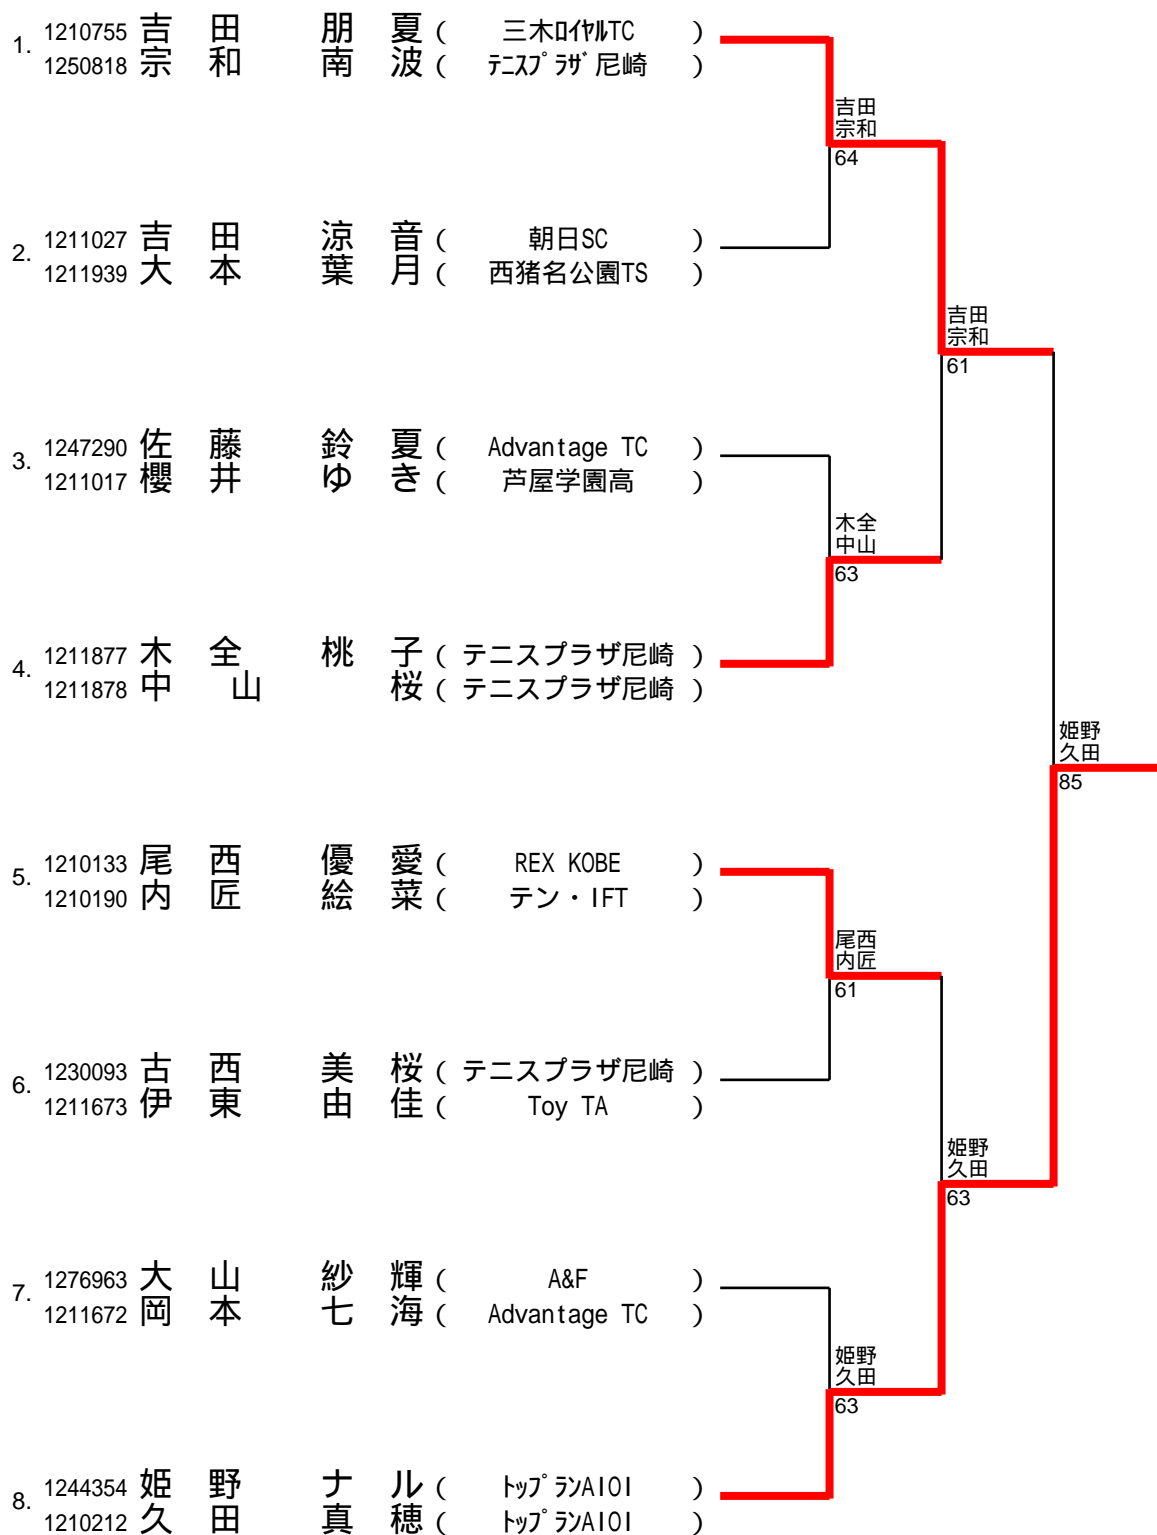 1. 1210755 吉田 朋夏 ( 三木ロイヤルTC )
1250818 宗和 南波 ( テニスプラザ尼崎 )
吉田
宗和
64
2. 1211027 吉田 涼音 ( 朝日SC )
1211939 大本 葉月 ( 西猪名公園TS )
吉田
宗和
61
3. 1247290 佐藤 鈴夏 ( Advantage TC )
1211017 櫻井 ゆき ( 芦屋学園高 )
木全
中山
63
4. 1211877 木全 桃子 ( テニスプラザ尼崎 )
1211878 中山 桜 ( テニスプラザ尼崎 )
姫野
久田
85
5. 1210133 尾西 優愛 ( REX KOBE )
1210190 内匠 絵菜 ( テン・IFT )
尾西
内匠
61
6. 1230093 古西 美桜 ( テニスプラザ尼崎 )
1211673 伊東 由佳 ( Toy TA )
姫野
久田
63
7. 1276963 大山 紗輝 ( A&F )
1211672 岡本 七海 ( Advantage TC )
姫野
久田
63
8. 1244354 姫野 ナル ( トップランAIOI )
1210212 久田 真穂 ( トップランAIOI )